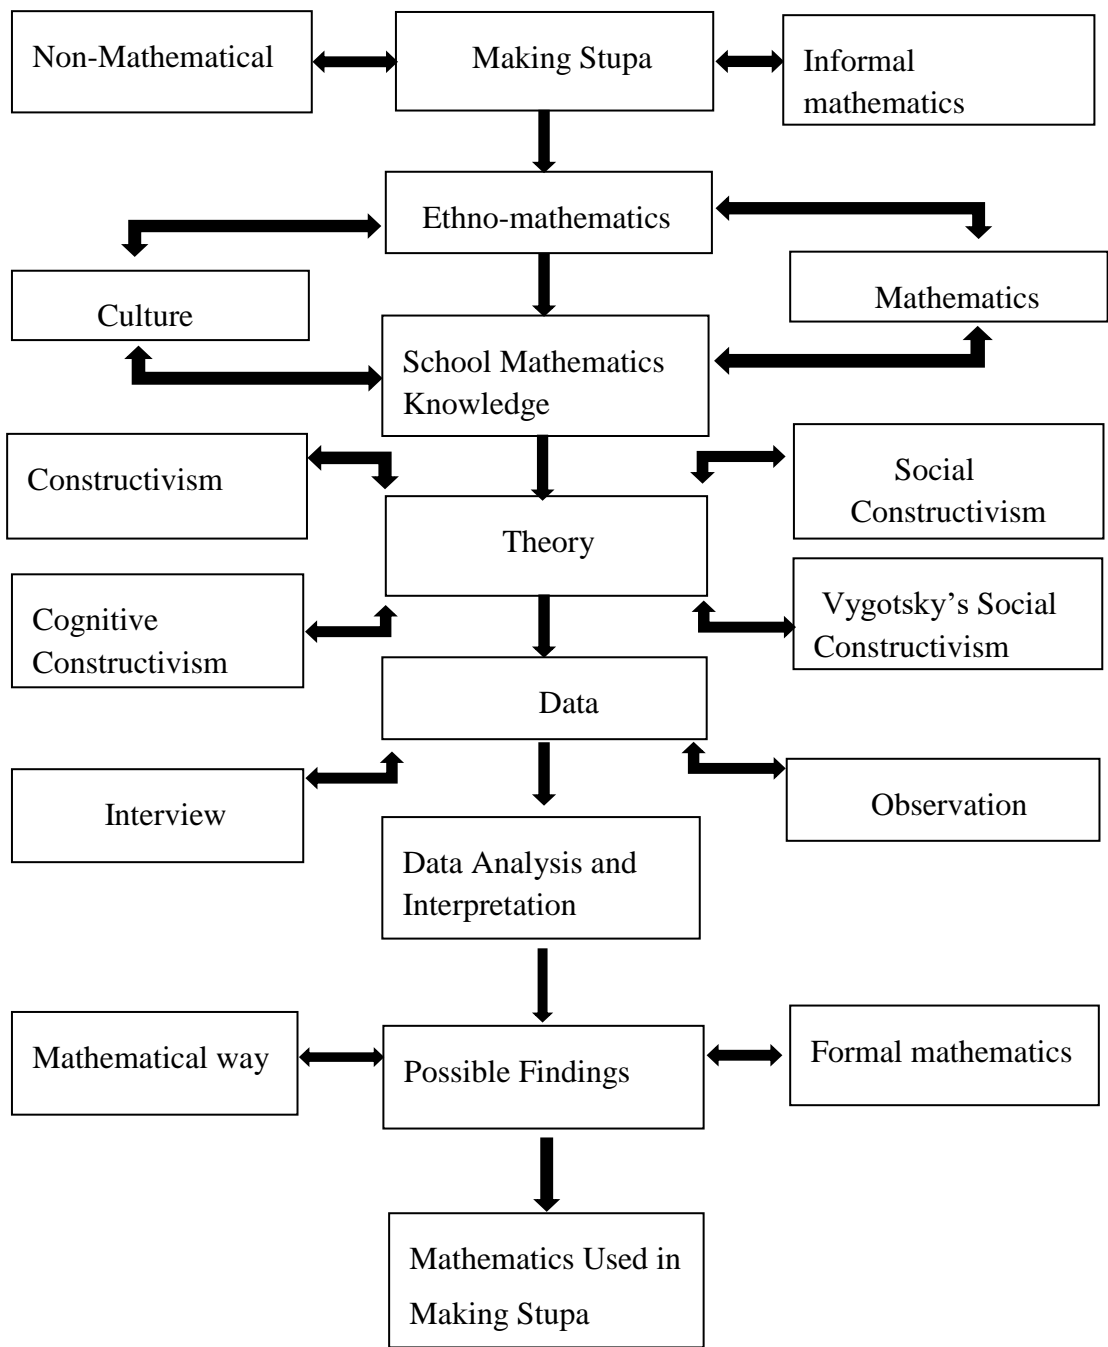 Non-Mathematical
Making Stupa
Informal
mathematics
Ethno-mathematics
Culture
Mathematics
School Mathematics
Knowledge
Constructivism
Social
Constructivism
Theory
Cognitive
Constructivism
Vygotsky’s Social
Constructivism
Data
Interview
Observation
Data Analysis and
Interpretation
Mathematical way
Possible Findings
Formal mathematics
Mathematics Used in
Making Stupa